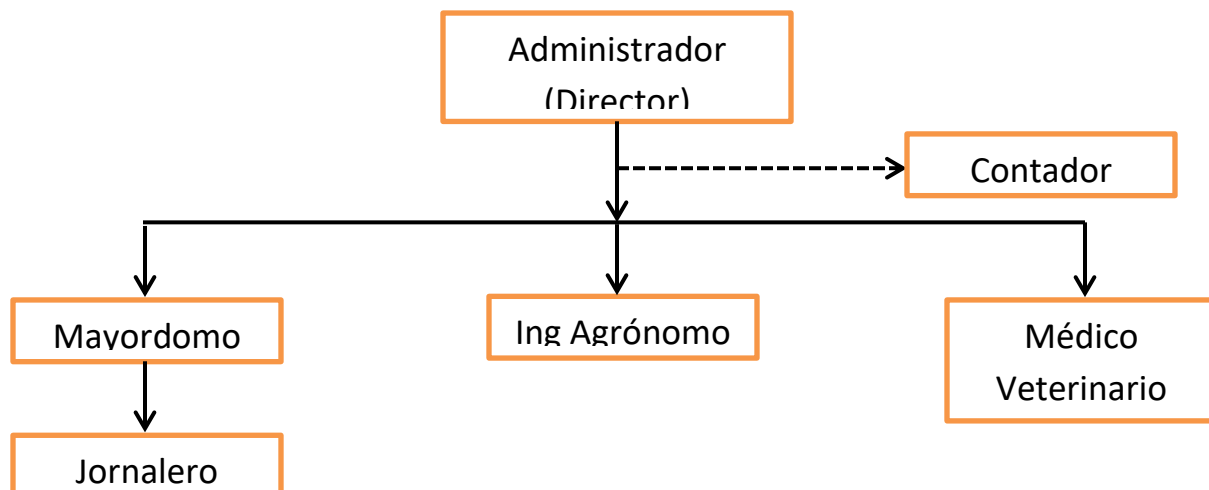 Administrador
(Director)
Contador
Mayordomo
Ing Agrónomo
Médico
Veterinario
Jornalero